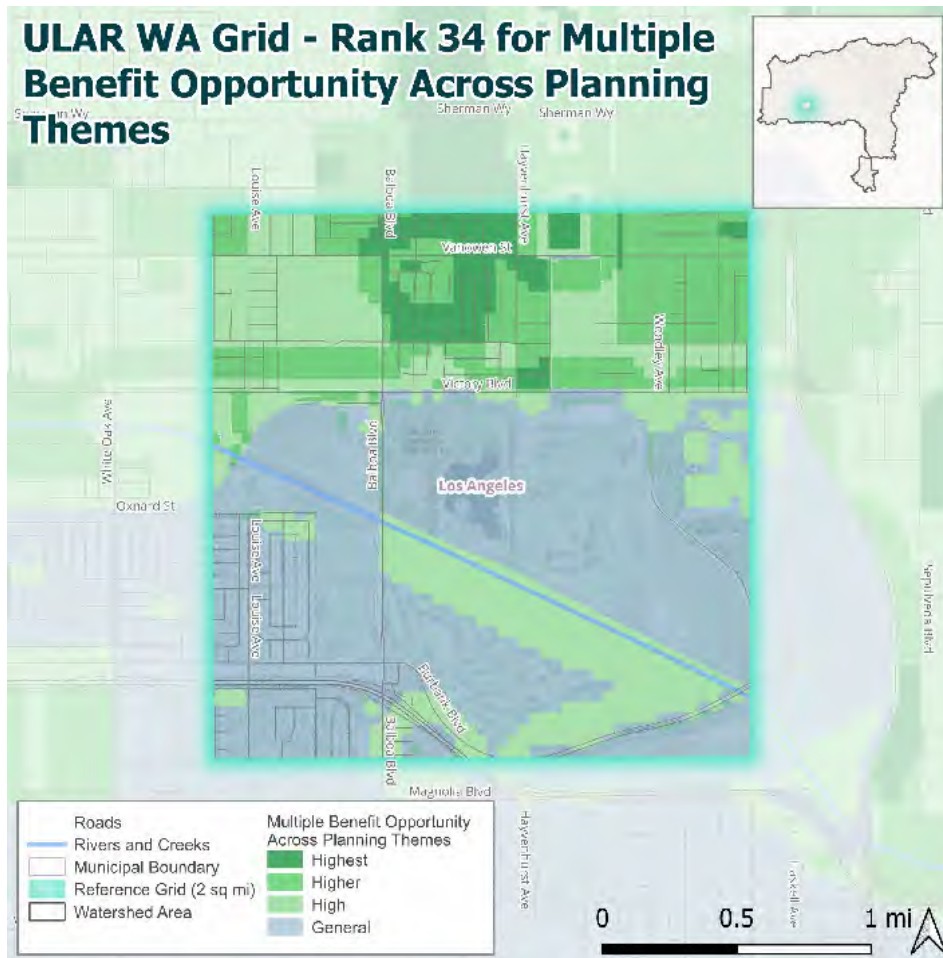 ULAR WA Grid - Rank 34 for Multiple
Benefit Opportunity Across Planning
Themes
Sherman Wy
Sherman Wy
Louise Ave
Balboa Blvd
Hayvenhurst Ave
Vanowen St
Wendley Ave
Victory Blvd
White Oak Ave
Balboa Blvd
Los Angeles
Oxnard St
Louise Ave
Louise Ave
Sepulveda Blvd
Burbank Blvd
Balboa Blvd
Magnolia Blvd
Hayvenhurst Ave
Haskell Ave
Roads
Rivers and Creeks
Municipal Boundary
Reference Grid (2 sq mi)
Watershed Area
Multiple Benefit Opportunity
Across Planning Themes
Highest
Higher
High
General
0 0.5 1 mi